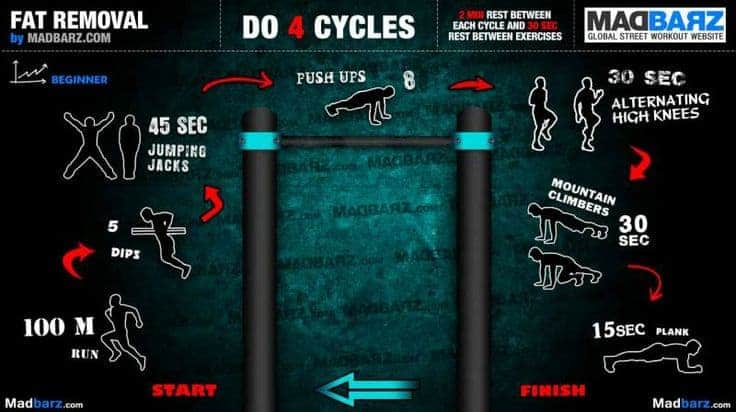 FAT REMOVAL
by MADBARZ.COM
DO 4 CYCLES
2 MIN REST BETWEEN
EACH CYCLE AND 30 SEC
REST BETWEEN EXERCISES
MADBARZ
GLOBAL STREET WORKOUT WEBSITE
BEGINNER
PUSH UPS 8
30 SEC
ALTERNATING
HIGH KNEES
45 SEC
JUMPING
JACKS
MOUNTAIN
CLIMBERS
30
SEC
5
DIPS
100 M
RUN
15SEC PLANK
START
FINISH
Madbarz.com
Madbarz.com
MADBARZ.com